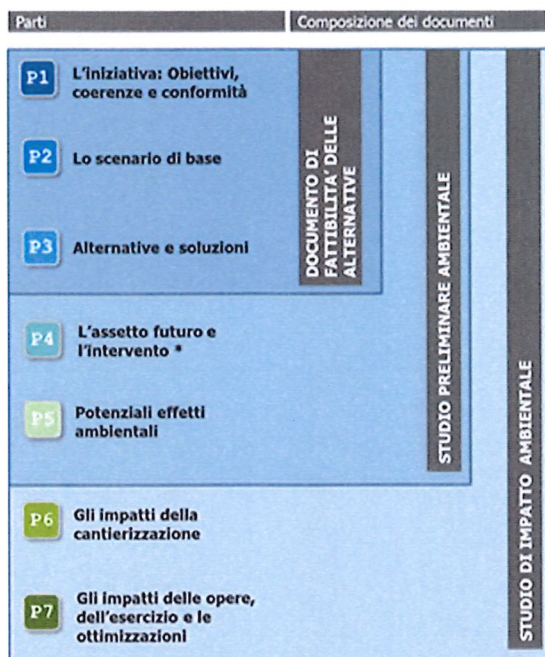 Parti
Composizione dei documenti
P1
L'iniziativa: Obiettivi,
coerenze e conformità
P2
Lo scenario di base
P3
Alternative e soluzioni
DOCUMENTO DI
FATTIBILITA' DELLE
ALTERNATIVE
P4
L'assetto futuro e
l'intervento *
P5
Potenziali effetti
ambientali
STUDIO PRELIMINARE AMBIENTALE
P6
Gli impatti della
cantierizzazione
P7
Gli impatti delle opere,
dell'esercizio e le
ottimizzazioni
STUDIO DI IMPATTO AMBIENTALE